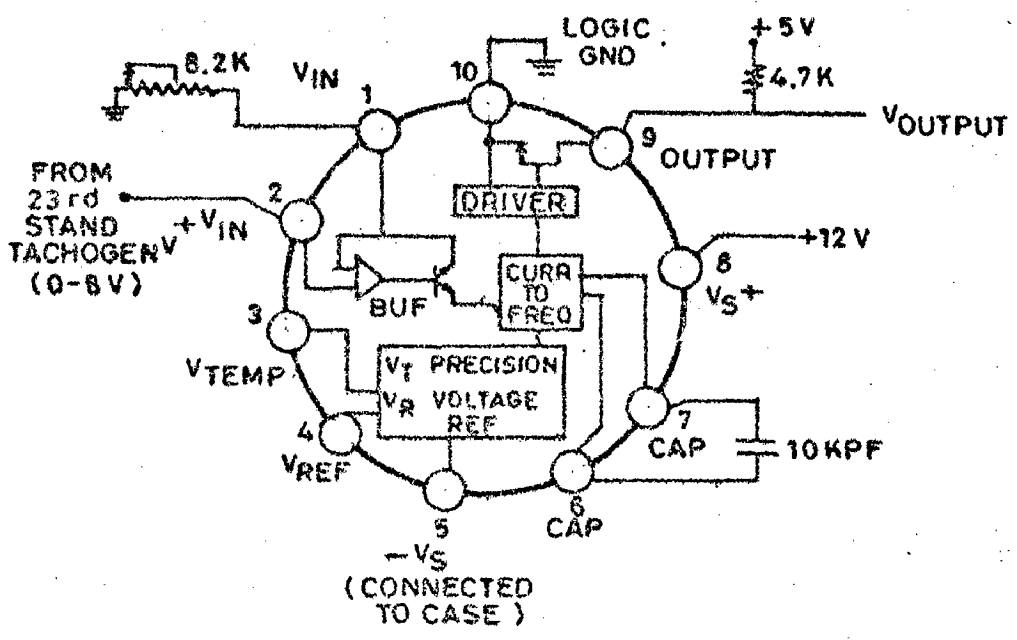 LOGIC
GND
+5V
8.2K
VIN
10
4.7K
1
VOUTPUT
9
OUTPUT
FROM
23rd
STAND
TACHOGEN
(0-8V)
V
2
+VIN
DRIVER
+12V
8
VS+
CURR
TO
FREQ
BUF
3
VTEMP
VT PRECISION
VR VOLTAGE
REF
4
VREF
7
CAP
10KPF
6
CAP
5
-VS
(CONNECTED
TO CASE)